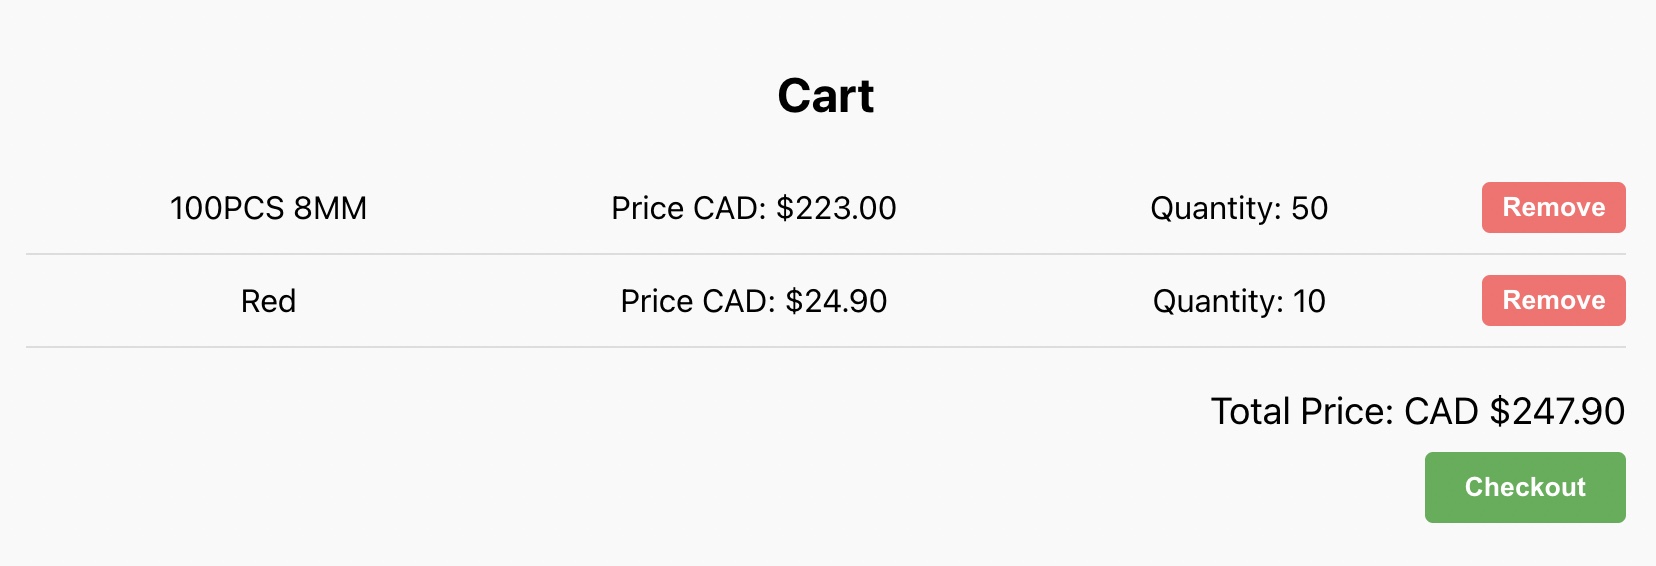 Cart
100PCS 8MM Price CAD: $223.00 Quantity: 50 Remove
Red Price CAD: $24.90 Quantity: 10 Remove
Total Price: CAD $247.90
Checkout